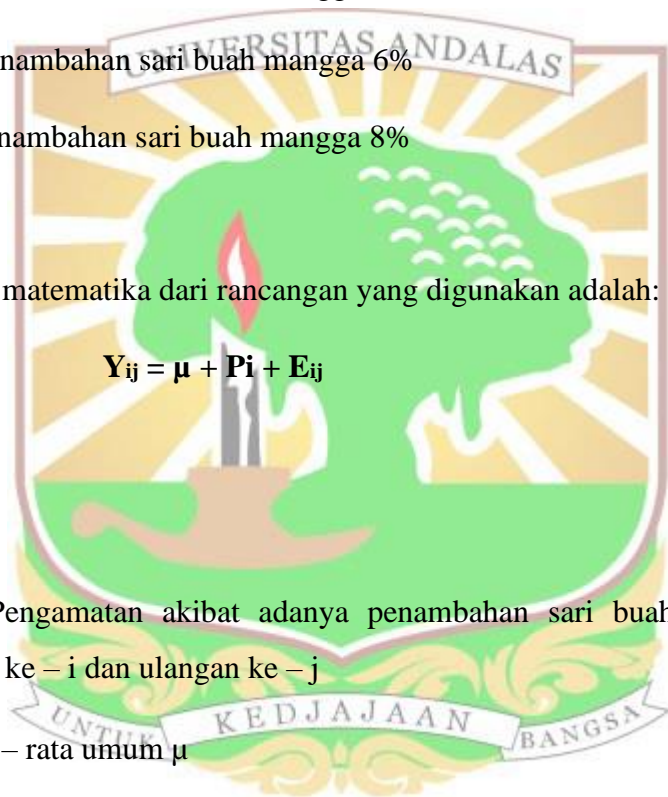 UNIVERSITAS ANDALAS
nambahan sari buah mangga 6%
nambahan sari buah mangga 8%
matematika dari rancangan yang digunakan adalah:
Yij = µ + Pi + Eij
Pengamatan akibat adanya penambahan sari buah
ke – i dan ulangan ke – j
UNTUK KEDJAJAAN BANGSA
– rata umum µ